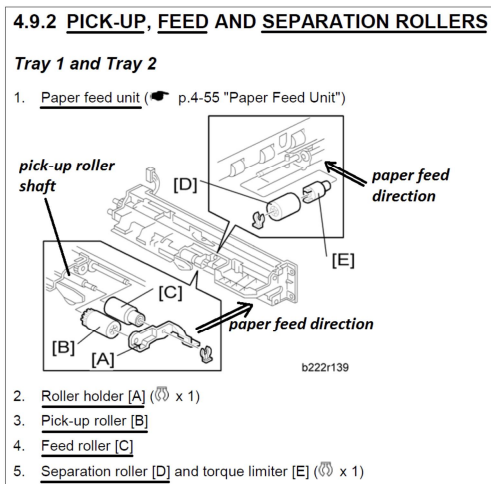 4.9.2 PICK-UP, FEED AND SEPARATION ROLLERS
Tray 1 and Tray 2
1. Paper feed unit (☛ p.4-55 "Paper Feed Unit")
pick-up roller
shaft
[D]
paper feed
direction
[E]
[C]
[B]
[A]
paper feed direction
b222r139
2. Roller holder [A] ( x 1)
3. Pick-up roller [B]
4. Feed roller [C]
5. Separation roller [D] and torque limiter [E] ( x 1)